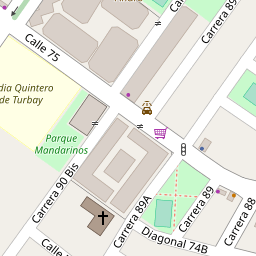 Calle 75
Carrera 89
dia Quintero
de Turbay
Parque
Mandarinos
Carrera 90 Bis
Carrera 89A
Carrera 89
Carrera 88
Diagonal 74B
Calle